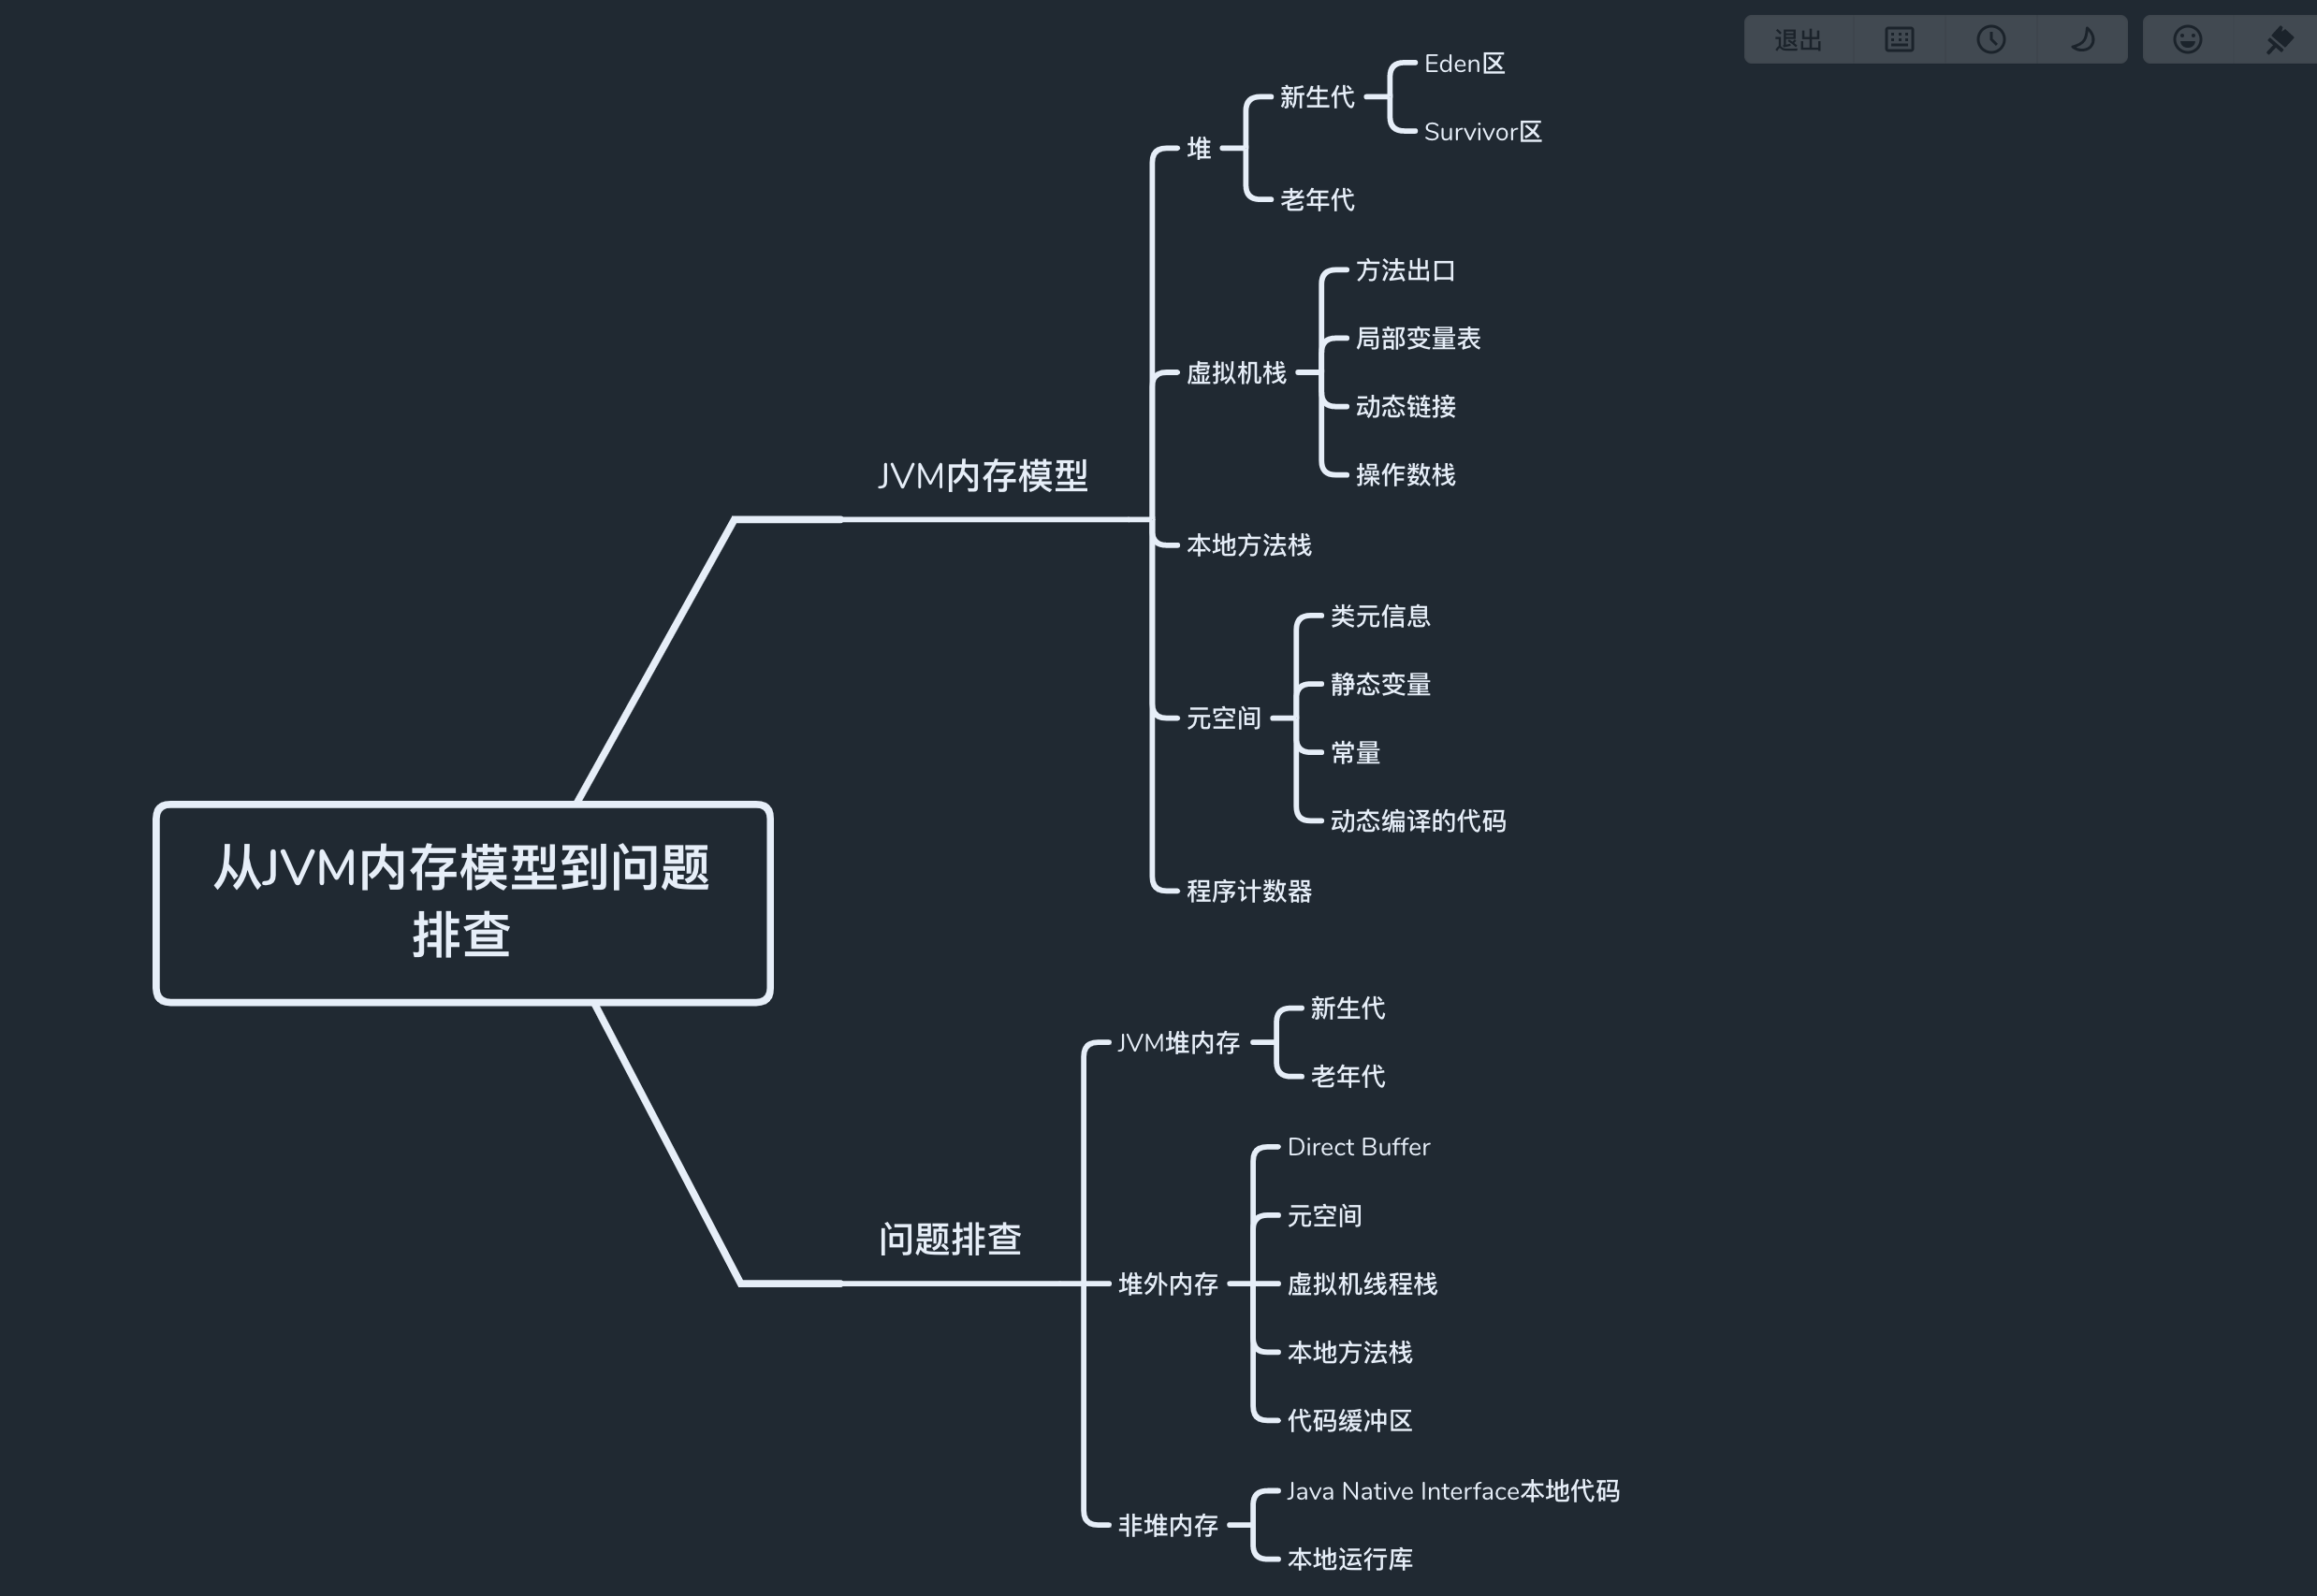 退出
Eden区
新生代
Survivor区
堆
老年代
方法出口
局部变量表
虚拟机栈
动态链接
操作数栈
JVM内存模型
本地方法栈
类元信息
静态变量
元空间
常量
动态编译的代码
程序计数器
从JVM内存模型到问题
排查
新生代
JVM堆内存
老年代
Direct Buffer
元空间
问题排查
堆外内存
虚拟机线程栈
本地方法栈
代码缓冲区
Java Native Interface本地代码
非堆内存
本地运行库